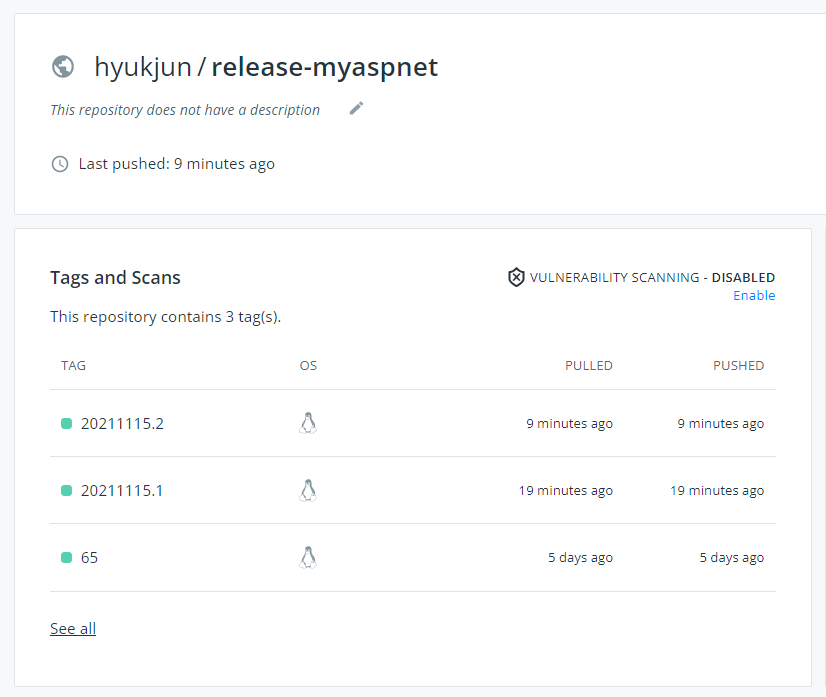 hyukjun / release-myaspnet
This repository does not have a description
Last pushed: 9 minutes ago
Tags and Scans
VULNERABILITY SCANNING - DISABLED
Enable
This repository contains 3 tag(s).
TAG OS PULLED PUSHED
20211115.2 9 minutes ago 9 minutes ago
20211115.1 19 minutes ago 19 minutes ago
65 5 days ago 5 days ago
See all